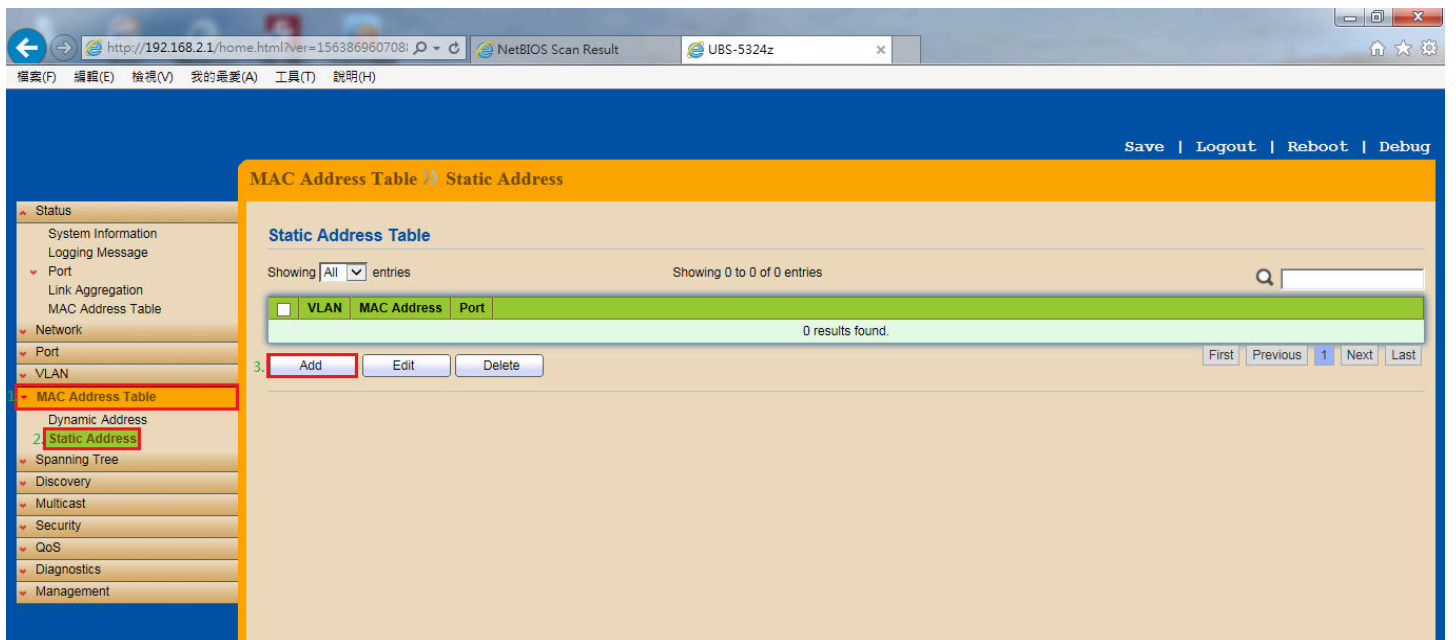 http://192.168.2.1/home.html?ver=156386960708
NetBIOS Scan Result
UBS-5324z
檔案(F) 編輯(E) 檢視(V) 我的最愛(A) 工具(T) 說明(H)
Save | Logout | Reboot | Debug
MAC Address Table Static Address
Status
System Information
Logging Message
Port
Link Aggregation
MAC Address Table
Network
Port
VLAN
1. MAC Address Table
Dynamic Address
2. Static Address
Spanning Tree
Discovery
Multicast
Security
QoS
Diagnostics
Management
Static Address Table
Showing All entries
Showing 0 to 0 of 0 entries
VLAN MAC Address Port
0 results found.
3. Add Edit Delete
First Previous 1 Next Last